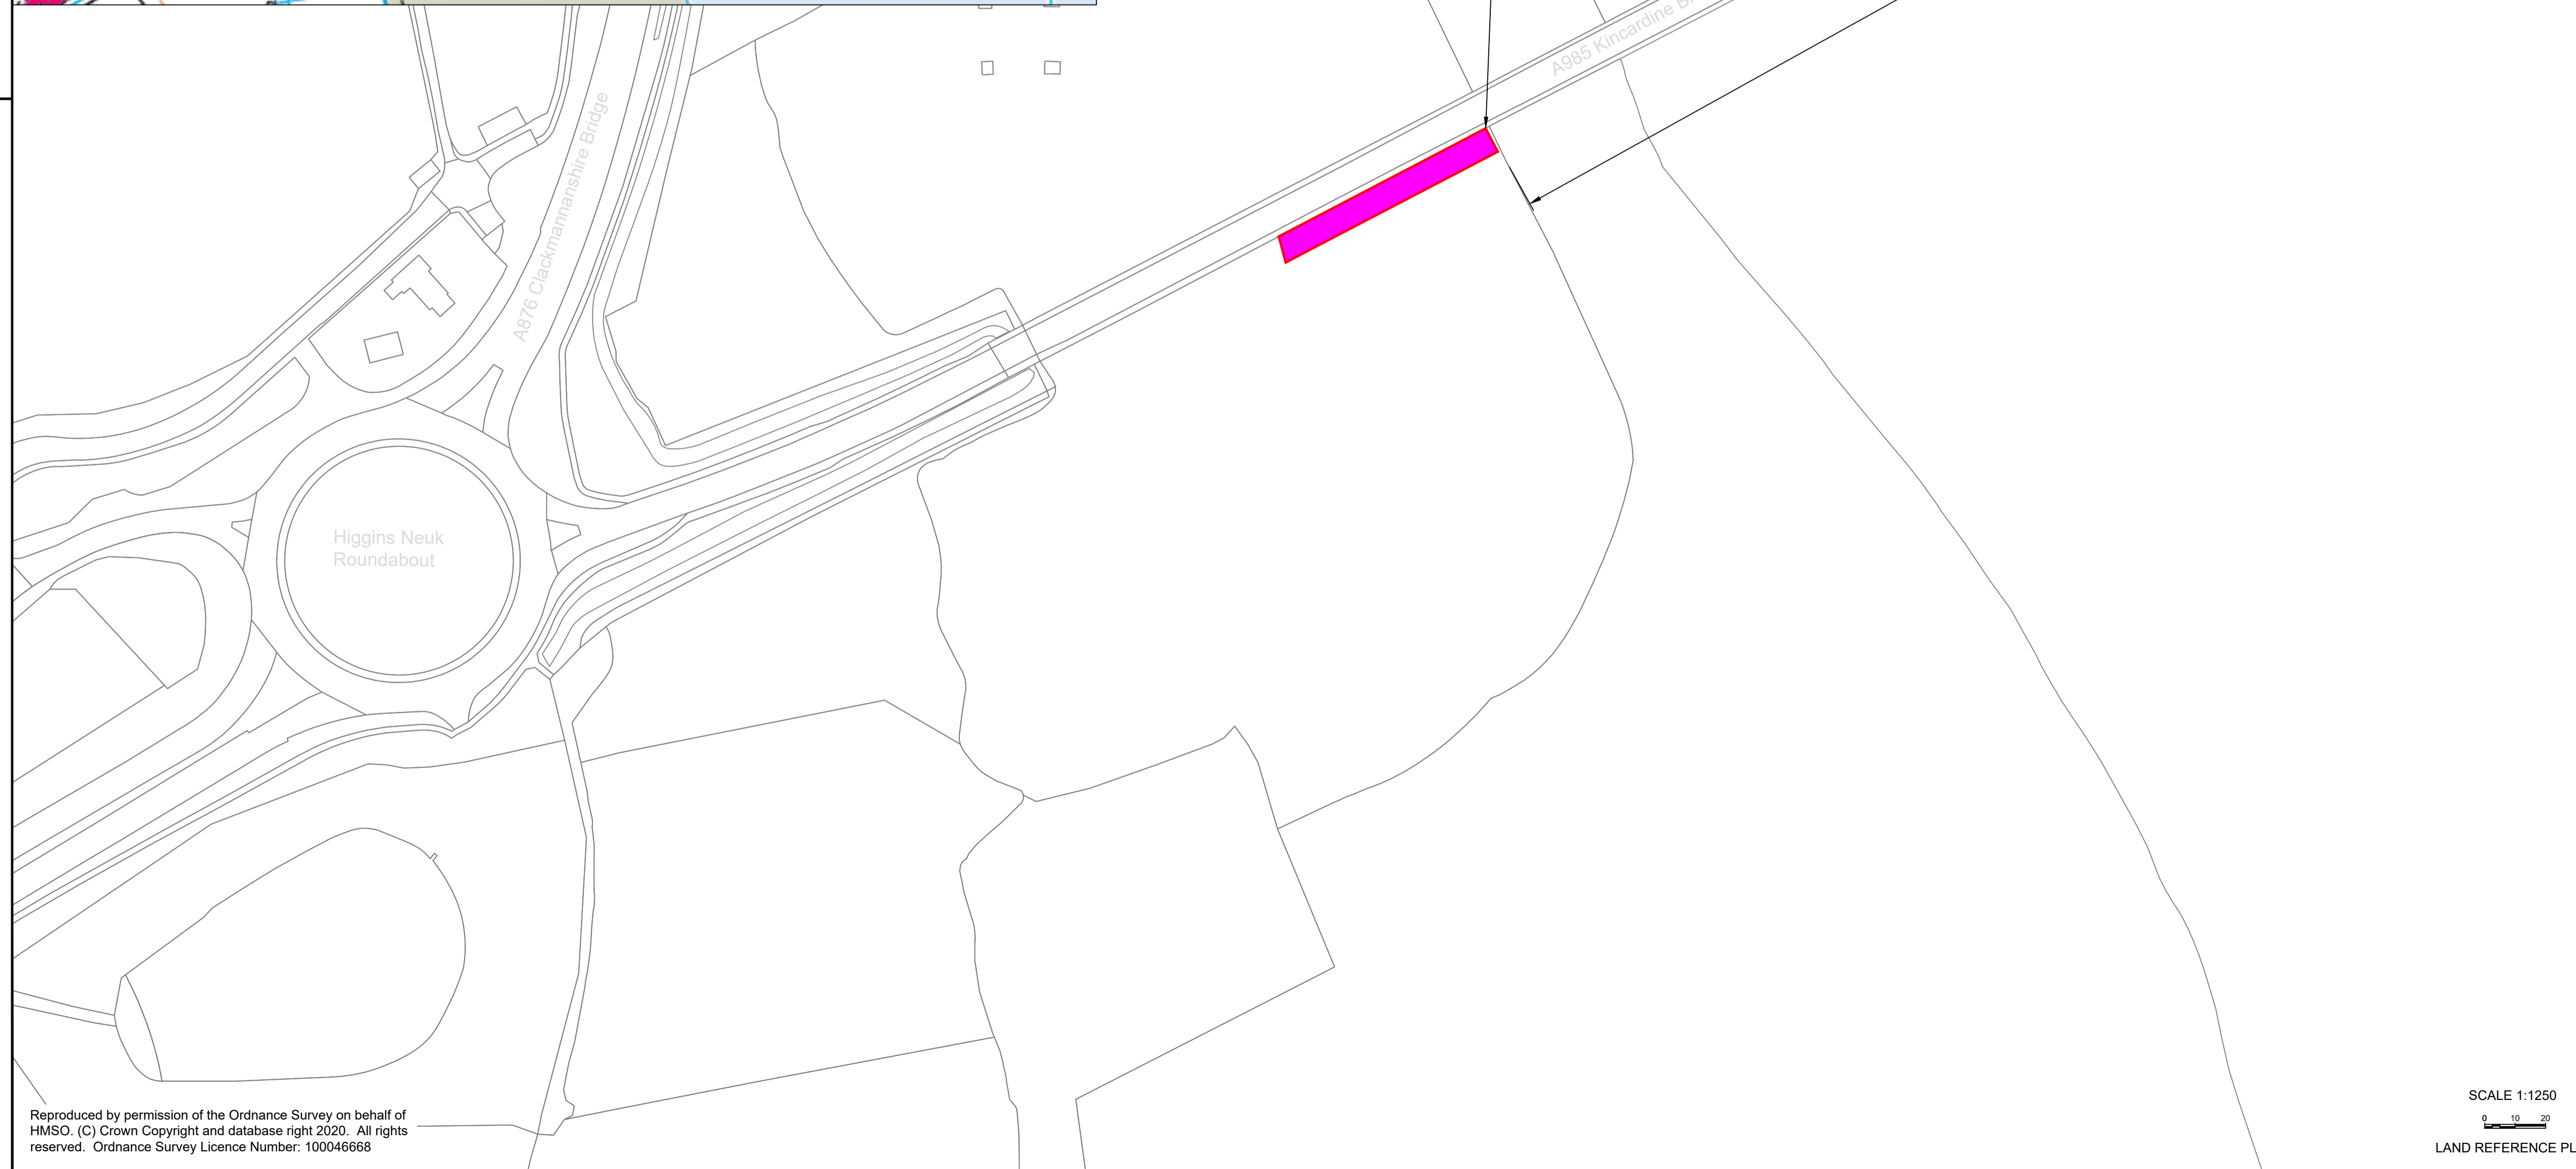 A985 Kincardine
A876 Clackmannanshire Bridge
Higgins Neuk
Roundabout
Reproduced by permission of the Ordnance Survey on behalf of
HMSO. (C) Crown Copyright and database right 2020. All rights
reserved. Ordnance Survey Licence Number: 100046668
SCALE 1:1250
0 10 20
LAND REFERENCE PL